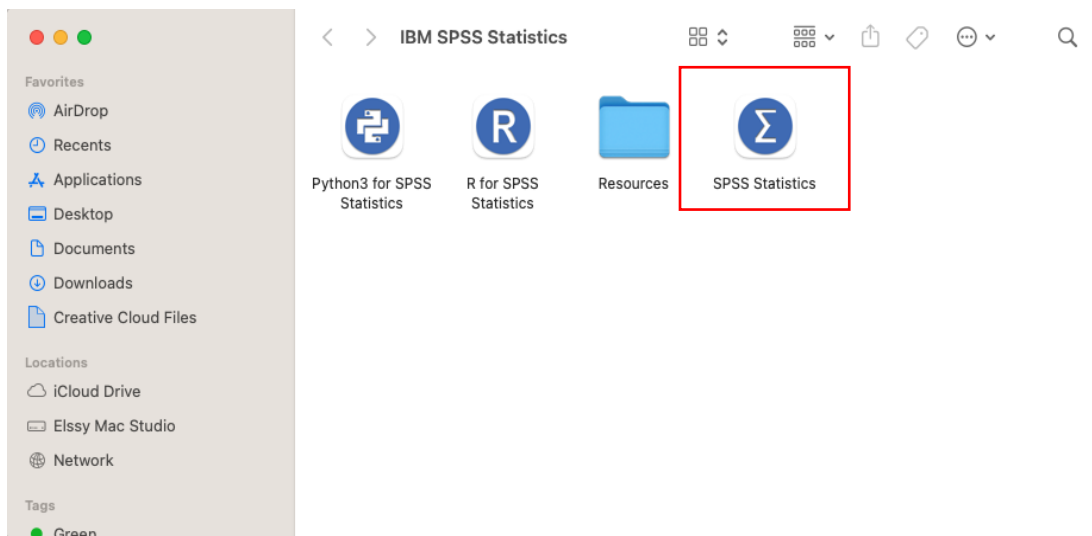 IBM SPSS Statistics
Favorites
AirDrop
Recents
Applications
Desktop
Documents
Downloads
Creative Cloud Files
Locations
iCloud Drive
Elssy Mac Studio
Network
Tags
Green
Python3 for SPSS
Statistics
R
R for SPSS
Statistics
Resources
Σ
SPSS Statistics